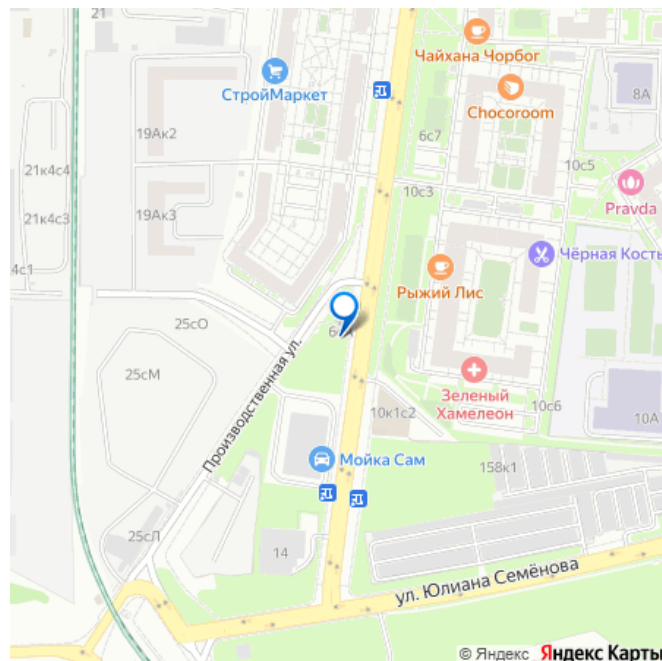 21
Чайхана Чорбог
СтройМаркет
8А
Chocoroom
19Ак2
6с7
10с5
21к4с4
10с3
Pravda
21к4с3
19Ак3
Чёрная Кость
4с1
Рыжий Лис
25сО
25сМ
Зеленый
Хамелеон
10с6
10к1с2
10А
Производственная ул.
Мойка Сам
158к1
25сЛ
14
ул. Юлиана Семёнова
© Яндекс Яндекс Карты